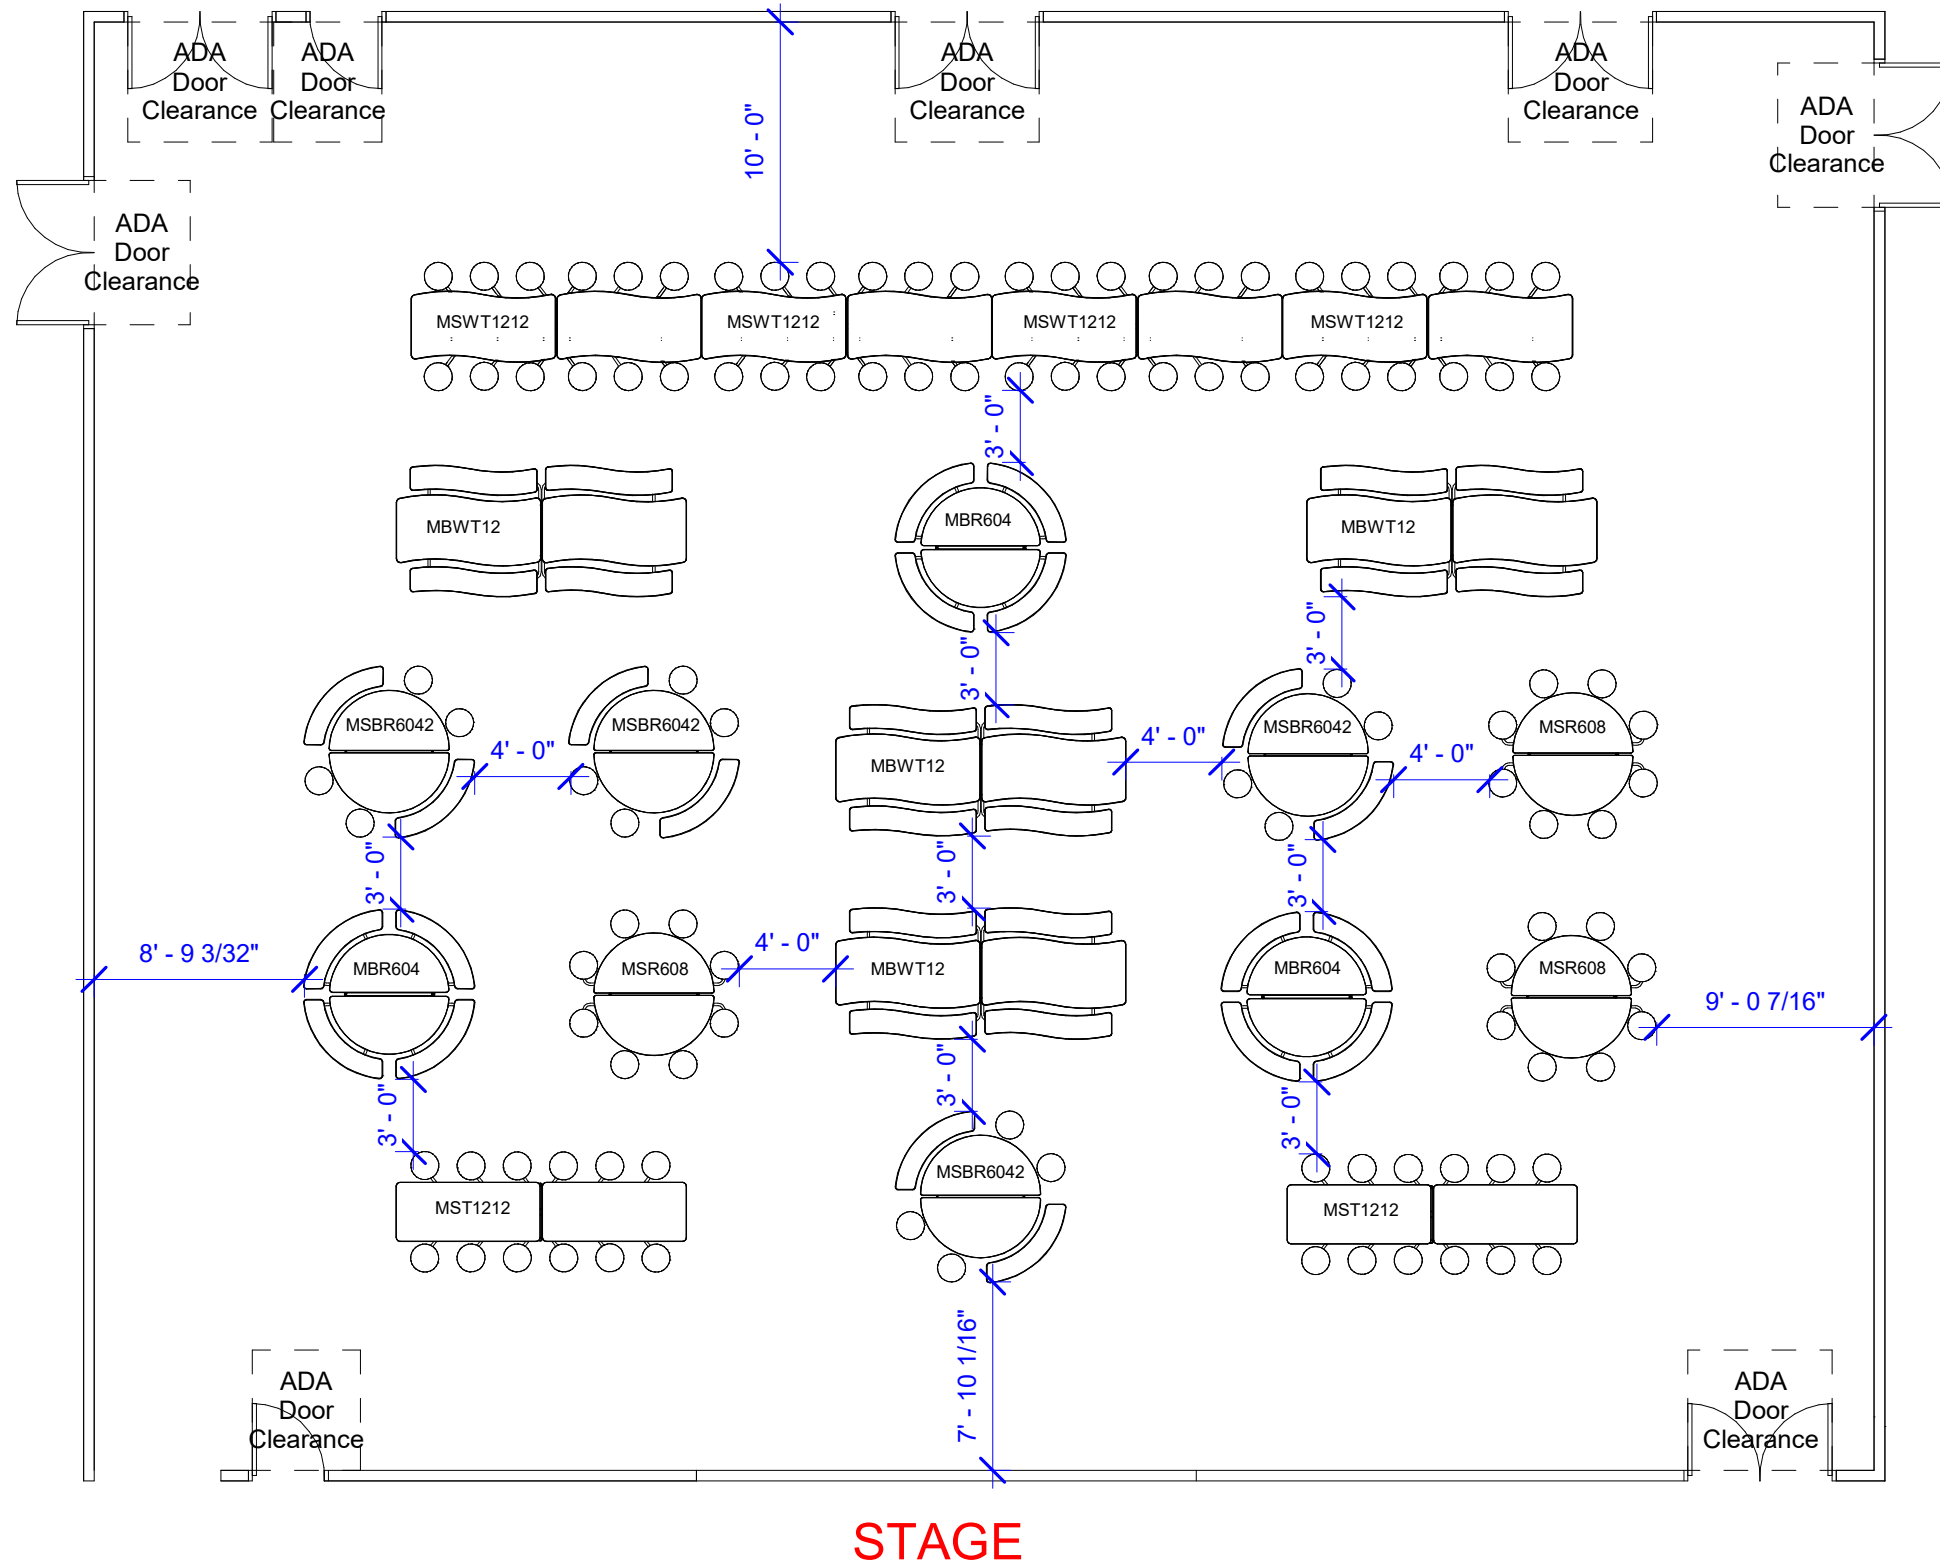 ADA
Door
Clearance
ADA
Door
Clearance
ADA
Door
Clearance
ADA
Door
Clearance
ADA
Door
Clearance
ADA
Door
Clearance
10' - 0"
MSWT1212
MSWT1212
MSWT1212
MSWT1212
3' - 0"
MBWT12
MBR604
MBWT12
3' - 0"
3' - 0"
MSBR6042
MSBR6042
MSBR6042
MSR608
4' - 0"
MBWT12
4' - 0"
4' - 0"
3' - 0"
3' - 0"
3' - 0"
8' - 9 3/32"
MBR604
MSR608
4' - 0"
MBWT12
MBR604
MSR608
9' - 0 7/16"
3' - 0"
3' - 0"
3' - 0"
MSBR6042
MST1212
MST1212
7' - 10 1/16"
ADA
Door
Clearance
ADA
Door
Clearance
STAGE